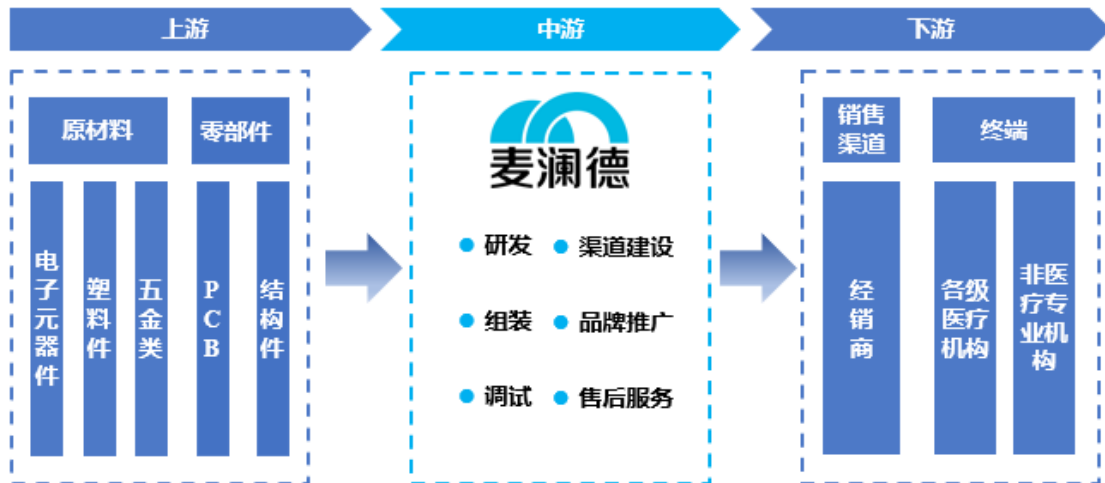 上游
中游
下游
原材料
零部件
电子元器件
塑料件
五金类
PCB
结构件
麦澜德
研发
渠道建设
组装
品牌推广
调试
售后服务
销售
渠道
终端
经销商
各级
医疗
机构
非医
疗专
业机
构